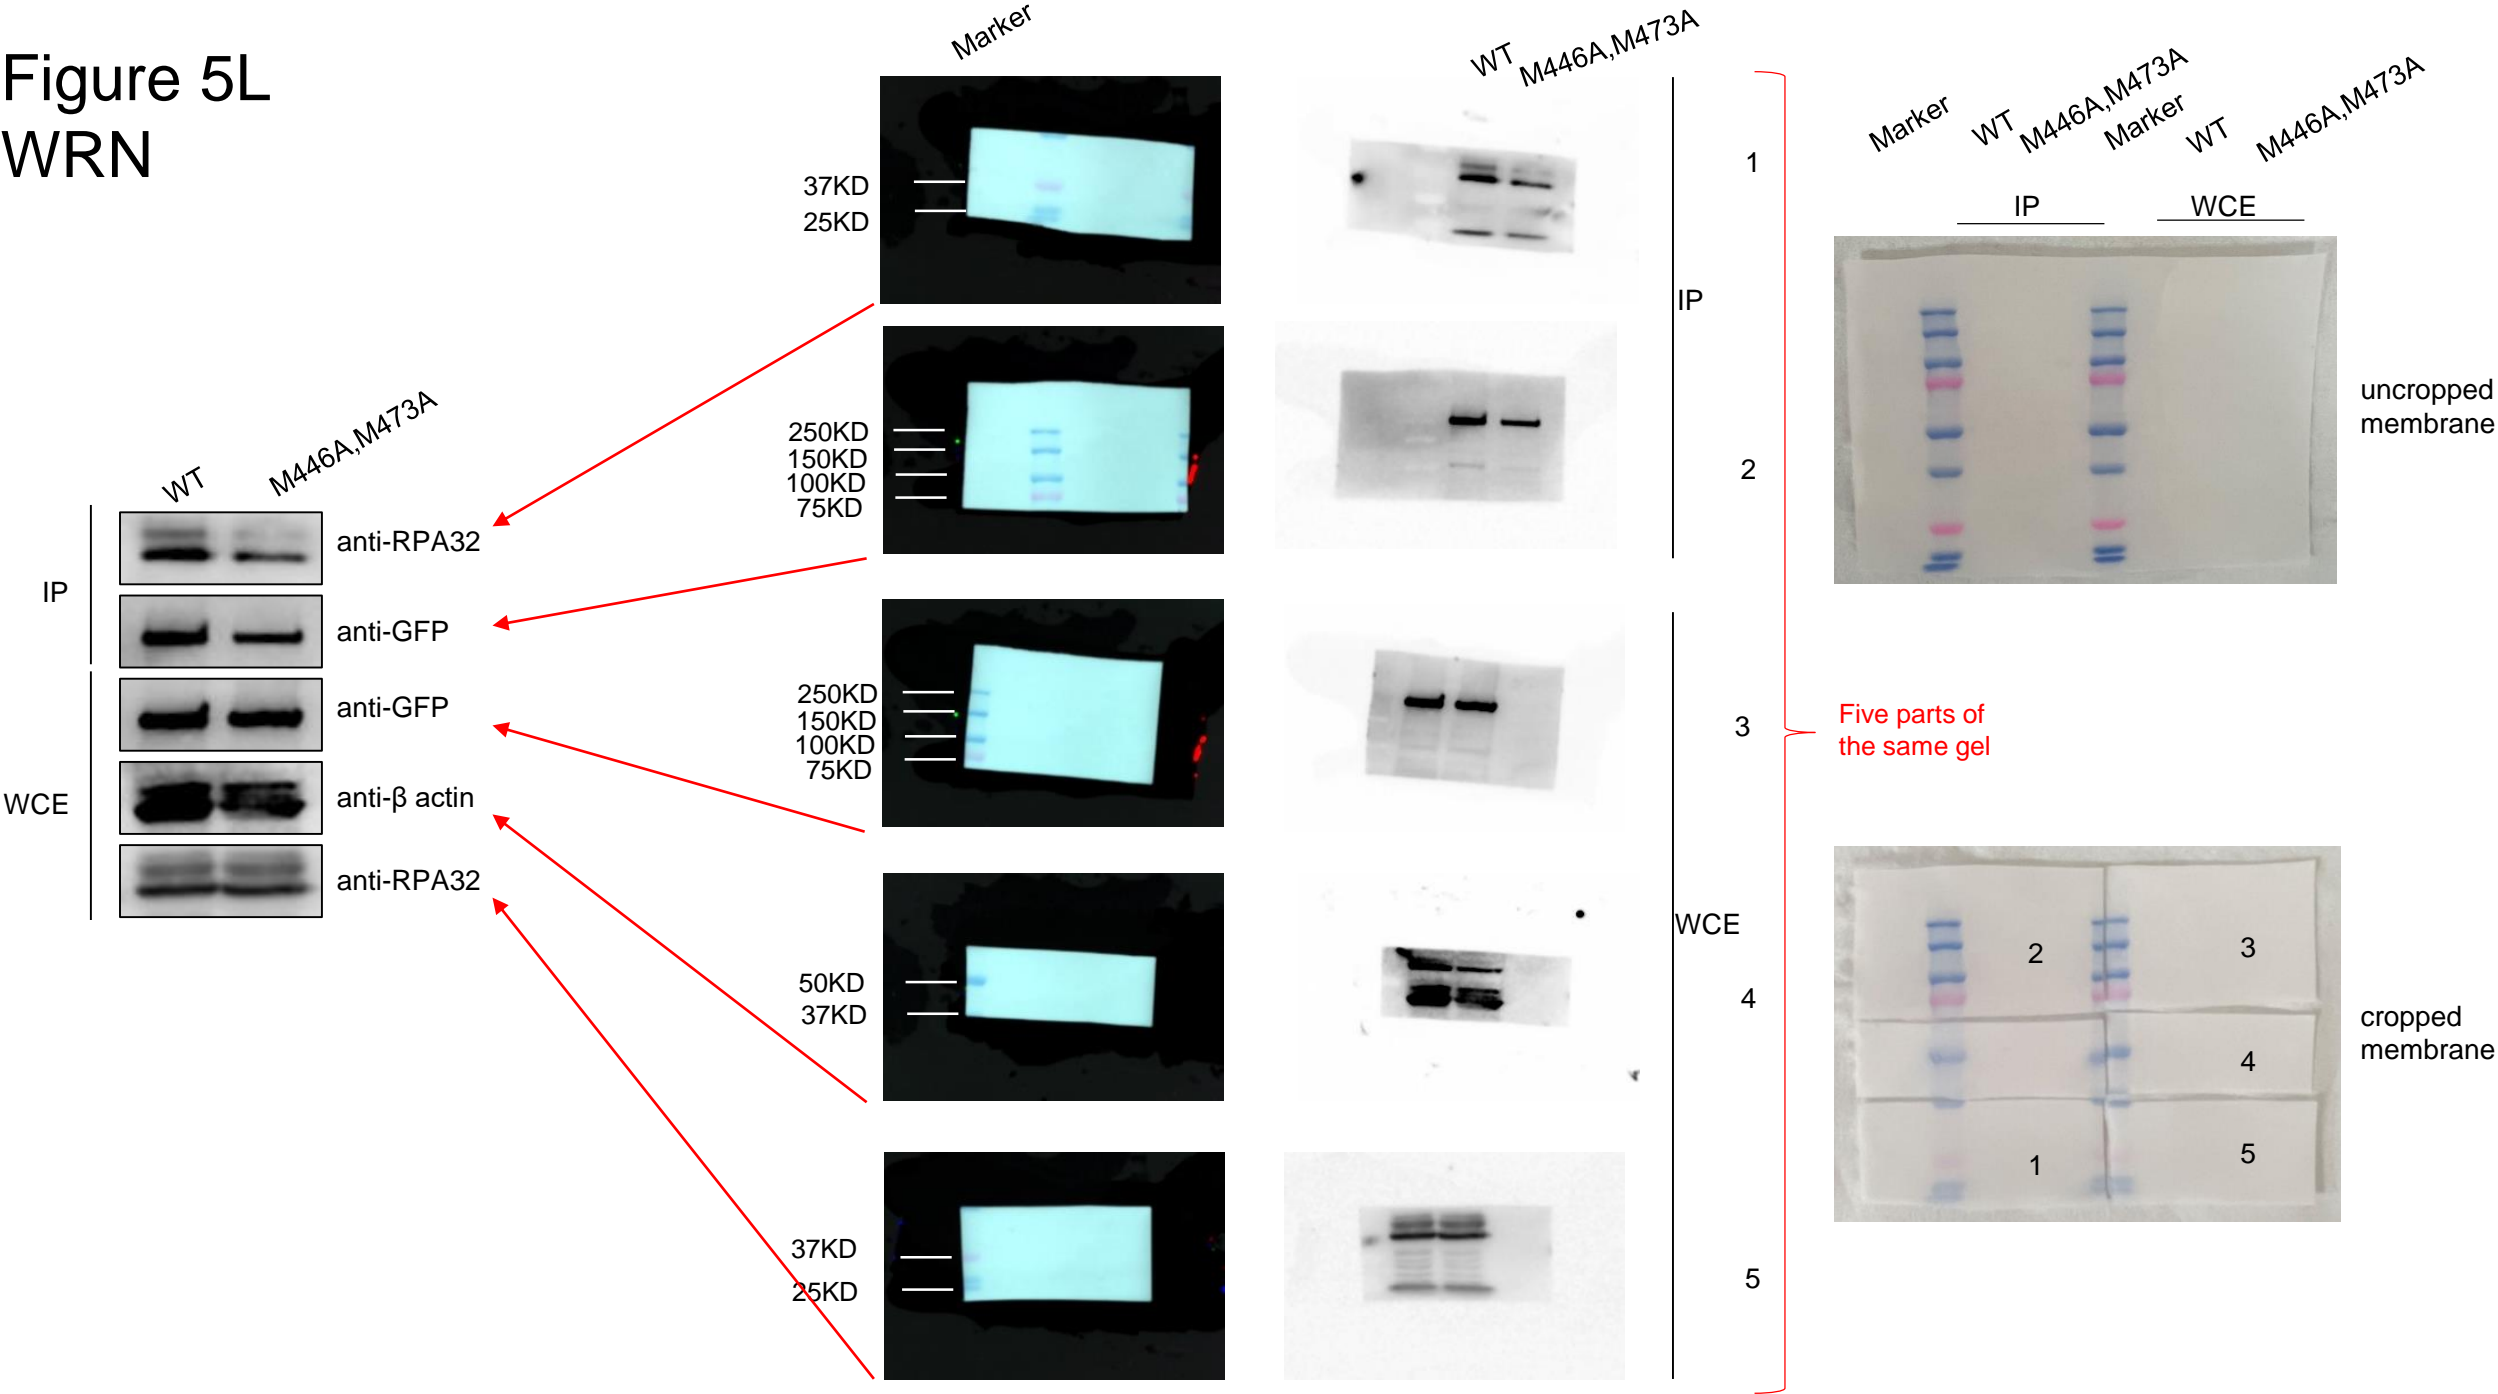 Figure 5L
WRN
WT
M446A,M473A
IP
anti-RPA32
anti-GFP
WCE
anti-GFP
anti-β actin
anti-RPA32
Marker
WT
M446A,M473A
37KD
25KD
1
IP
250KD
150KD
100KD
75KD
2
250KD
150KD
100KD
75KD
3
WCE
50KD
37KD
4
37KD
25KD
5
Five parts of
the same gel
Marker
WT
M446A,M473A
Marker
WT
M446A,M473A
IP
WCE
uncropped
membrane
2
3
4
1
5
cropped
membrane